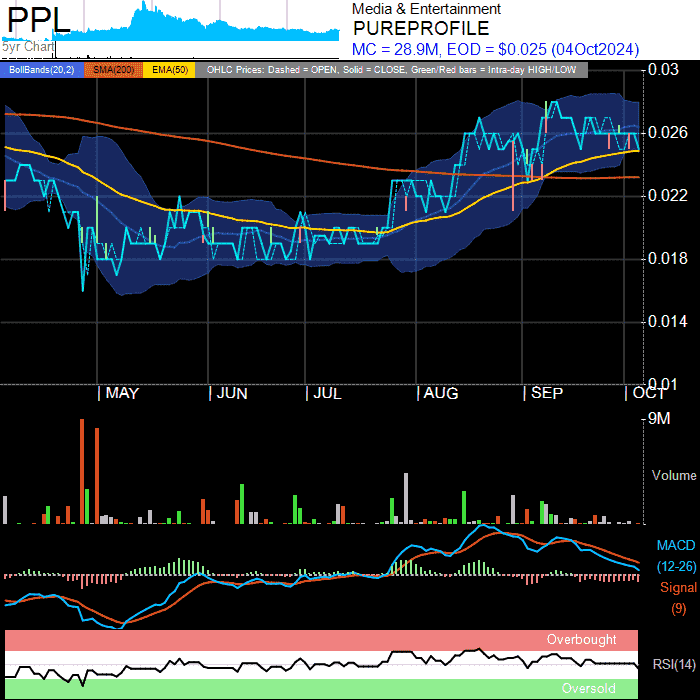 PPL
Media & Entertainment
PUREPROFILE
MC = 28.9M, EOD = $0.025 (04Oct2024)
5yr Chart
BollBands(20,2) SMA(200) EMA(50) OHLC Prices: Dashed = OPEN, Solid = CLOSE, Green/Red bars = Intra-day HIGH/LOW
0.03
0.026
0.022
0.018
0.014
0.01
MAY JUN JUL AUG SEP OCT
9M
Volume
MACD
(12-26)
Signal
(9)
Overbought
RSI(14)
Oversold